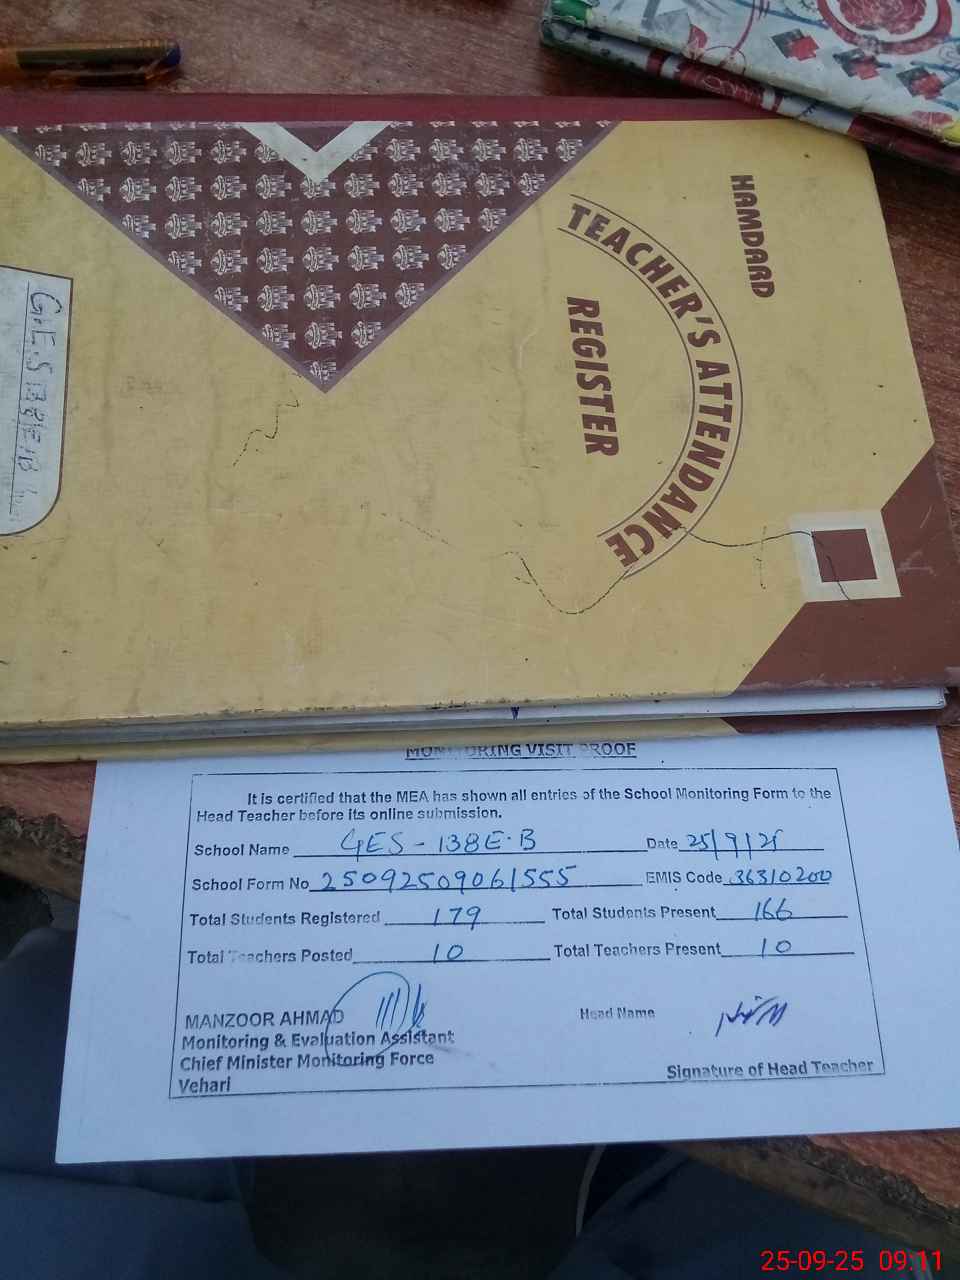 HAMDARD
TEACHER'S ATTENDANCE
REGISTER
G.E.S 138/E.B
MONITORING VISIT PROOF
It is certified that the MEA has shown all entries of the School Monitoring Form to the
Head Teacher before its online submission.
School Name GES - 138 E.B Date 25/9/25
School Form No 25092509061555 EMIS Code 36310200
Total Students Registered 179 Total Students Present 166
Total Teachers Posted 10 Total Teachers Present 10
MANZOOR AHMAD Head Name
Monitoring & Evaluation Assistant
Chief Minister Monitoring Force
Vehari Signature of Head Teacher
25-09-25 09:11